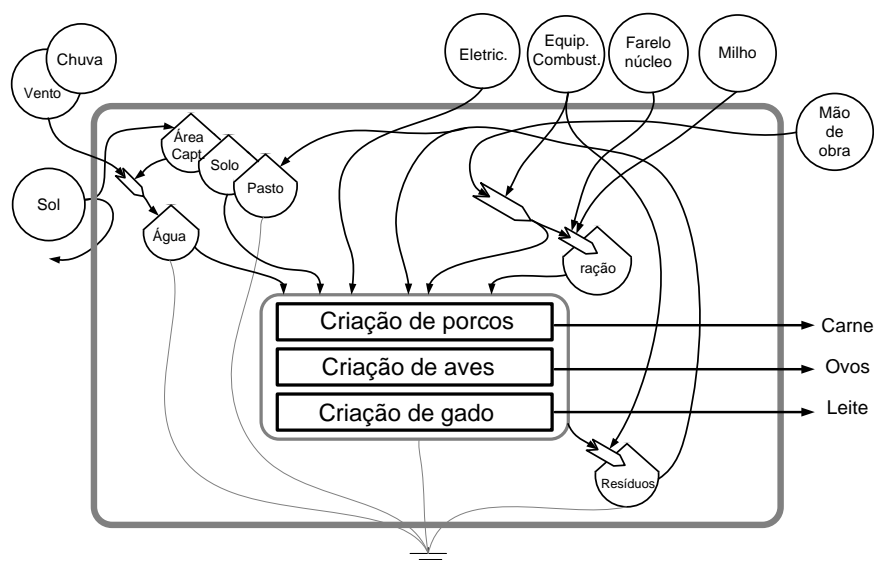 Chuva
Vento
Eletric.
Equip.
Combust.
Farelo
núcleo
Milho
Mão
de
obra
Área
Capt.
Solo
Pasto
Sol
Água
ração
Criação de porcos
Carne
Criação de aves
Ovos
Criação de gado
Leite
Resíduos